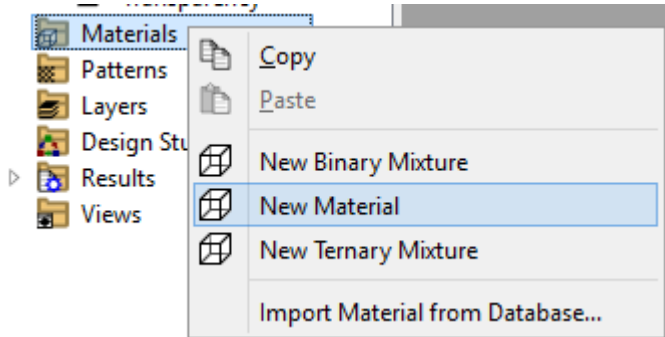 Transparency
Materials
Patterns
Layers
Design Stu
Results
Views
Copy
Paste
New Binary Mixture
New Material
New Ternary Mixture
Import Material from Database...